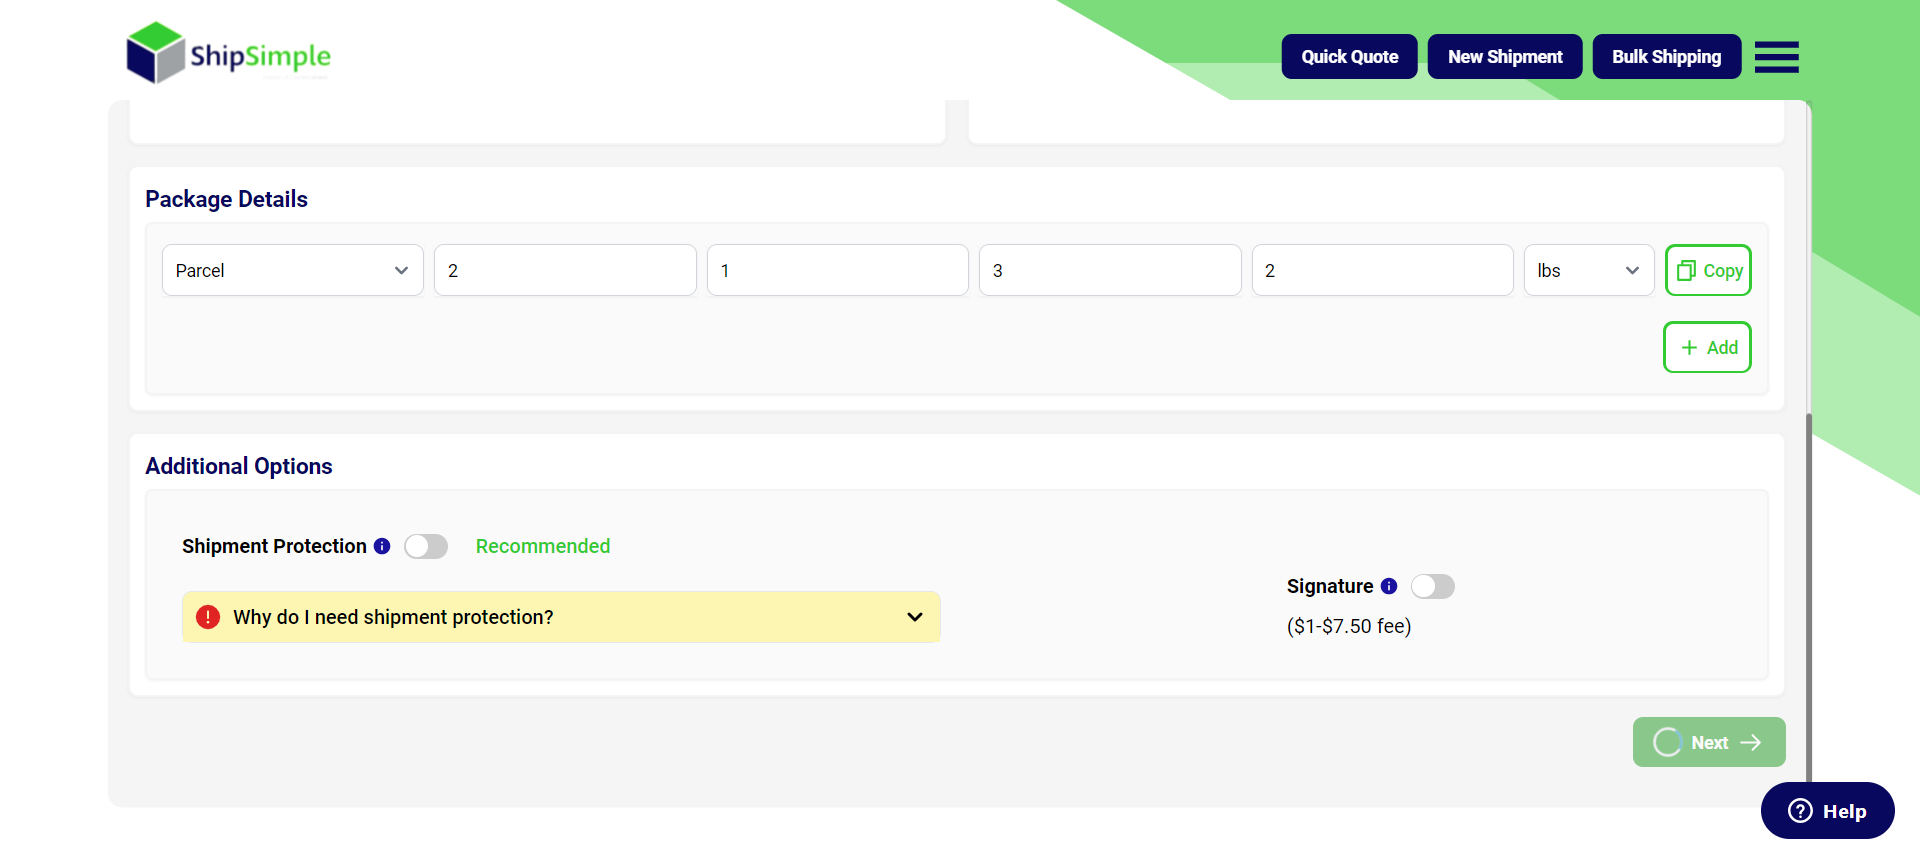 ShipSimple
Quick Quote
New Shipment
Bulk Shipping
Package Details
Parcel
2
1
3
2
lbs
Copy
+ Add
Additional Options
Shipment Protection
Recommended
Why do I need shipment protection?
Signature
($1-$7.50 fee)
Next
Help